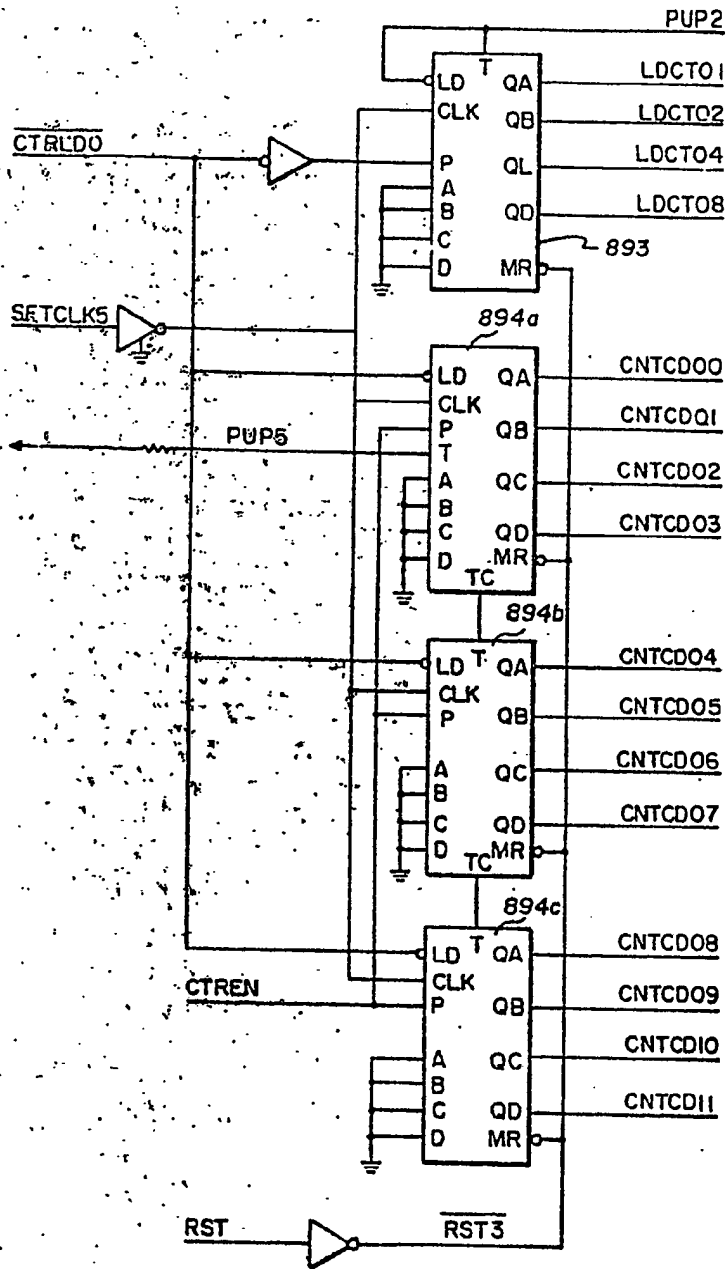 PUP2
T
LD QA LDCT01
CLK QB LDCT02
CTRLD0
P QL LDCT04
A
B QD LDCT08
C
893
D MR
SETCLK5
894a
LD QA CNTCD00
CLK
P QB CNTCD01
PUP5 T
A QC CNTCD02
B
C QD CNTCD03
D MR
TC
894b
T
LD QA CNTCD04
CLK
P QB CNTCD05
A QC CNTCD06
B
C QD CNTCD07
D MR
TC
894c
T
LD QA CNTCD08
CLK
CTREN P QB CNTCD09
A QC CNTCD10
B
C QD CNTCD11
D MR
RST RST3